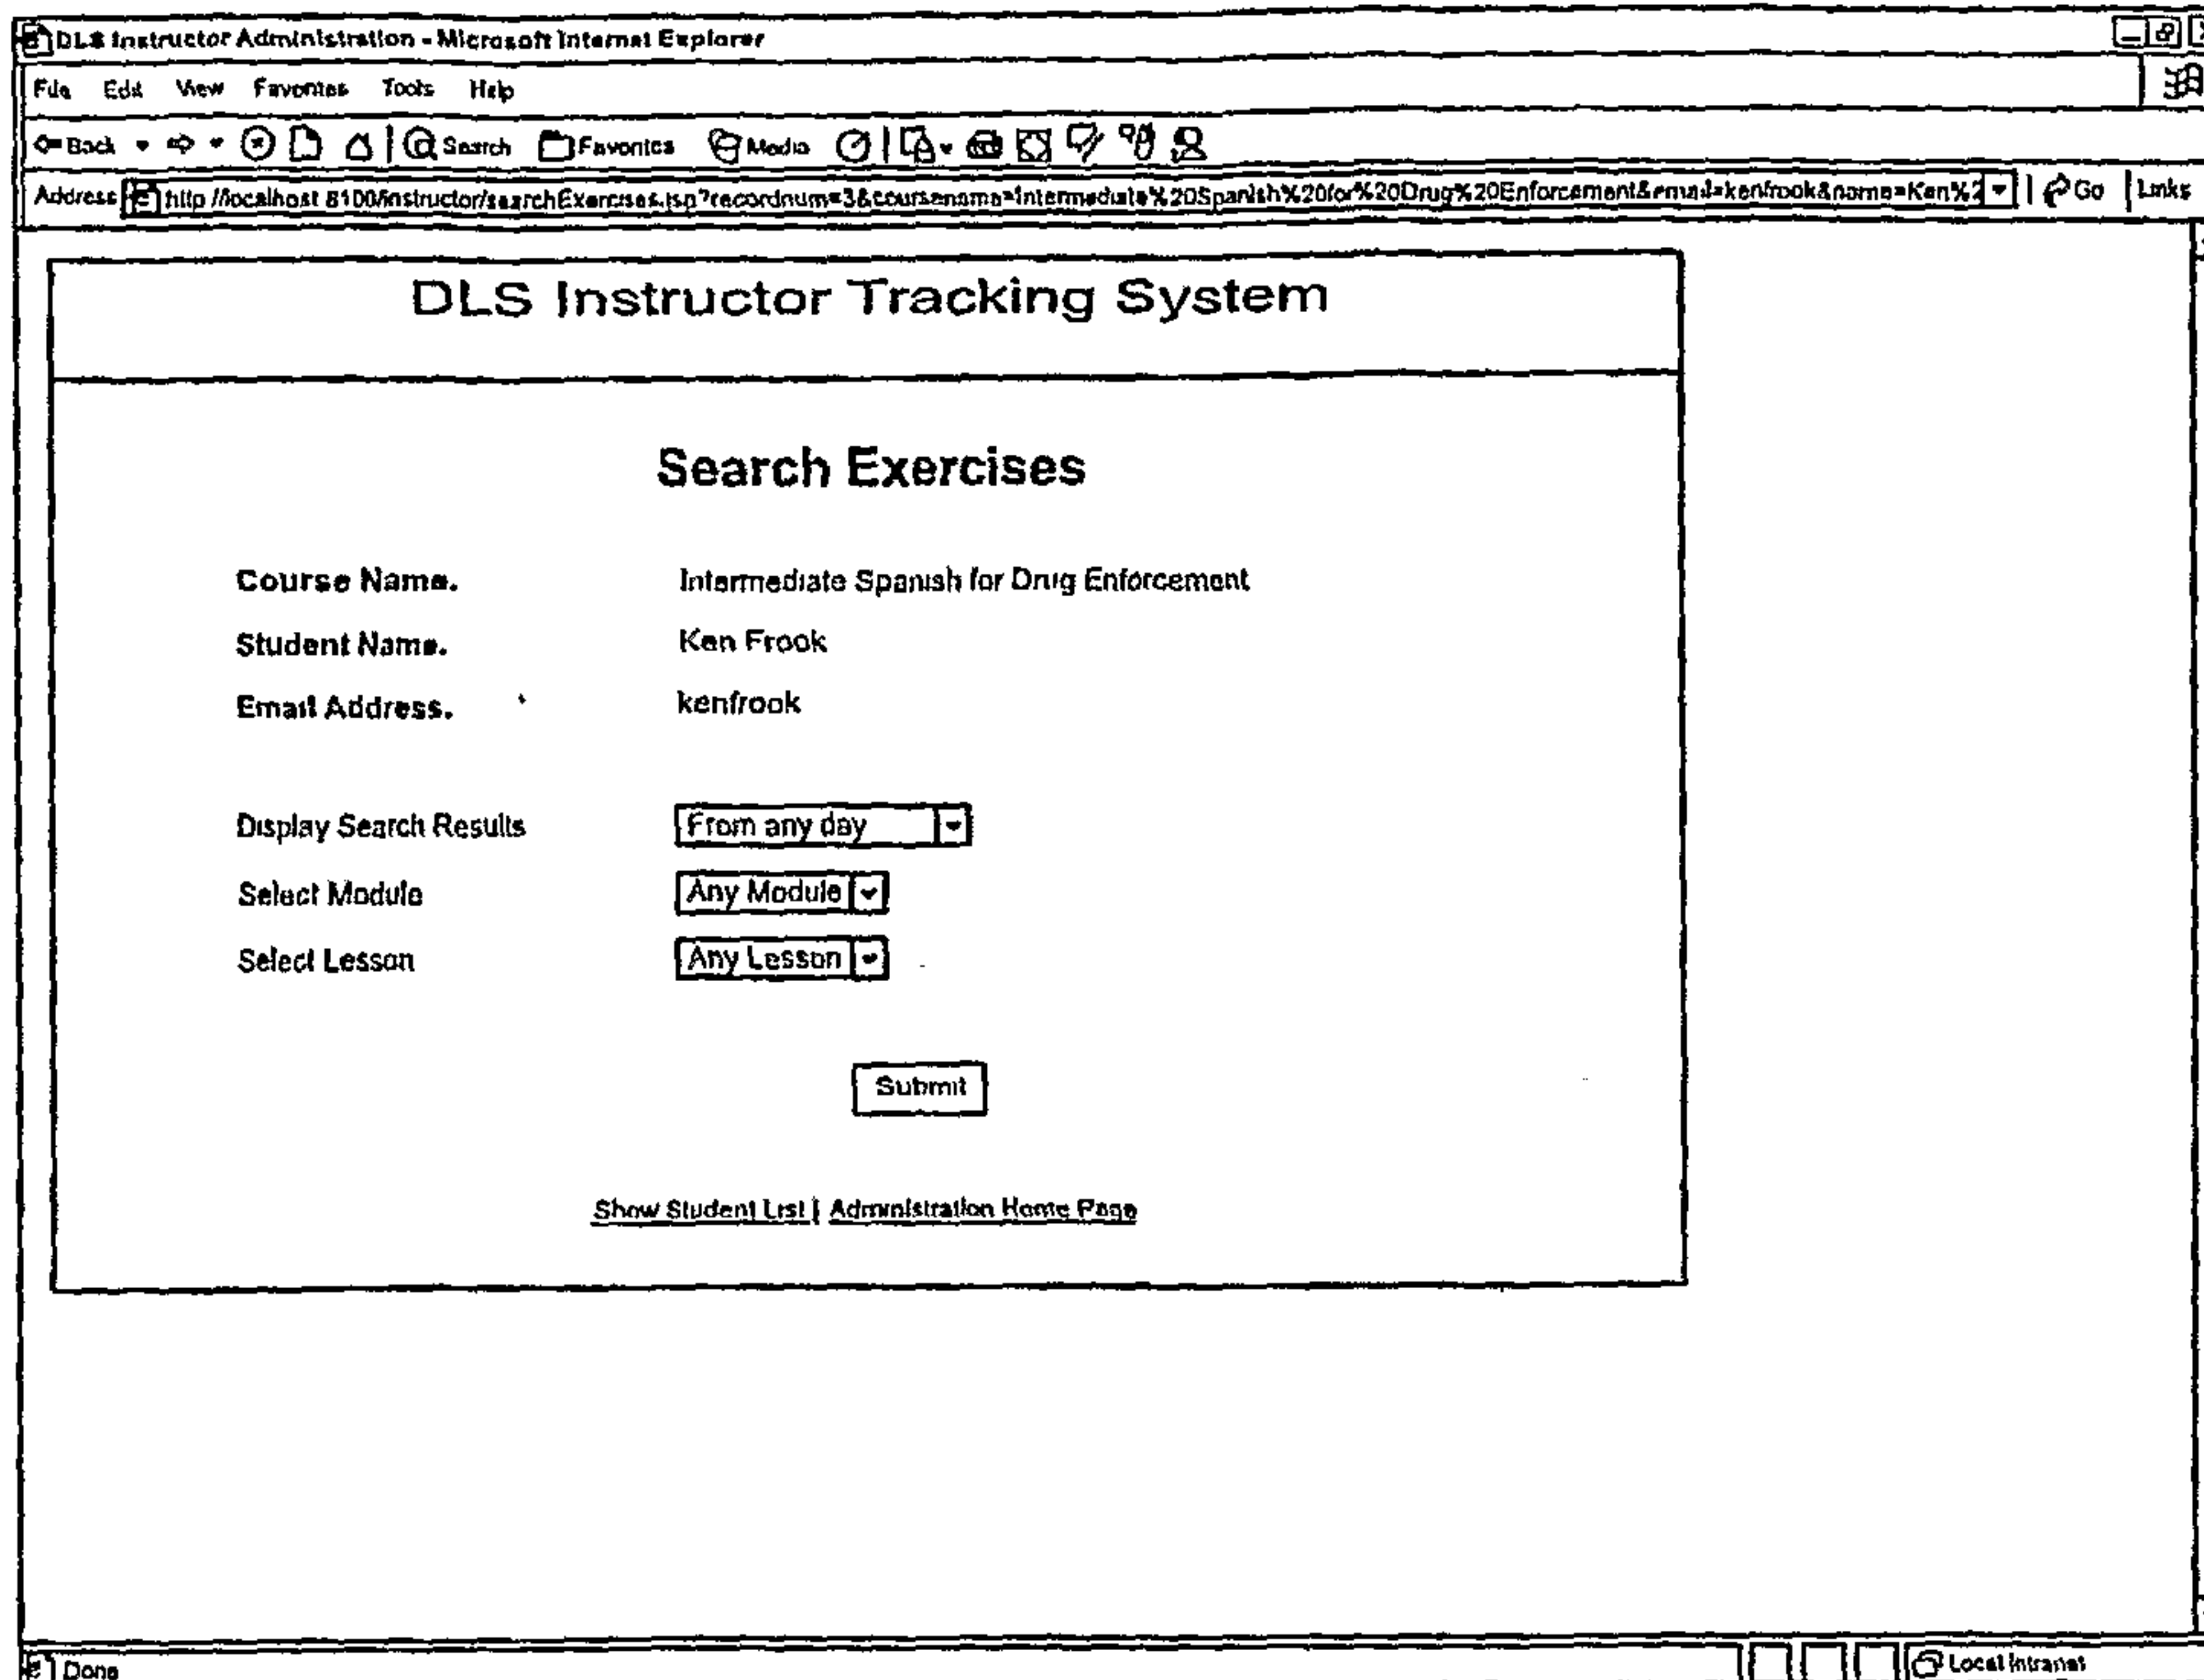 DLS Instructor Administration - Microsoft Internet Explorer
File Edit View Favorites Tools Help
Back Search Favorites Media
Address http //localhost 8100/instructor/searchExercises.jsp?recordnum=3&coursename=Intermediate%20Spanish%20for%20Drug%20Enforcement&email=kenfrook&name=Ken%2 Go Links
DLS Instructor Tracking System
Search Exercises
Course Name. Intermediate Spanish for Drug Enforcement
Student Name. Ken Frook
Email Address. kenfrook
Display Search Results From any day
Select Module Any Module
Select Lesson Any Lesson
Submit
Show Student List | Administration Home Page
Done Local intranet